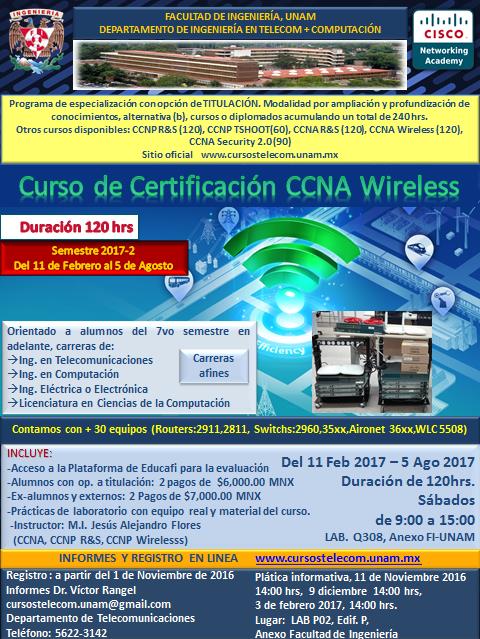 INGENIERIA
FACULTAD DE INGENIERÍA, UNAM
DEPARTAMENTO DE INGENIERÍA EN TELECOM + COMPUTACIÓN
CISCO
Networking
Academy
Programa de especialización con opción de TITULACIÓN. Modalidad por ampliación y profundización de
conocimientos, alternativa (b), cursos o diplomados acumulando un total de 240 hrs.
Otros cursos disponibles: CCNP R&S (120), CCNP TSHOOT(60), CCNA R&S (120), CCNA Wireless (120),
CCNA Security 2.0 (90)
Sitio oficial www.cursostelecom.unam.mx
Curso de Certificación CCNA Wireless
Duración 120 hrs
Semestre 2017-2
Del 11 de Febrero al 5 de Agosto
Efficiency
Orientado a alumnos del 7vo semestre en
adelante, carreras de:
→Ing. en Telecomunicaciones
→Ing. en Computación
→Ing. Eléctrica o Electrónica
→Licenciatura en Ciencias de la Computación
Carreras
afines
Contamos con + 30 equipos (Routers:2911,2811, Switchs:2960,35xx,Aironet 36xx,WLC 5508)
INCLUYE:
-Acceso a la Plataforma de Educafi para la evaluación
-Alumnos con op. a titulación: 2 pagos de $6,000.00 MNX
-Ex-alumnos y externos: 2 Pagos de $7,000.00 MNX
-Prácticas de laboratorio con equipo real y material del curso.
-Instructor: M.I. Jesús Alejandro Flores
(CCNA, CCNP R&S, CCNP Wirelesss)
Del 11 Feb 2017 – 5 Ago 2017
Duración de 120hrs.
Sábados
de 9:00 a 15:00
LAB. Q308, Anexo FI-UNAM
INFORMES Y REGISTRO EN LINEA www.cursostelecom.unam.mx
Registro : a partir del 1 de Noviembre de 2016
Informes Dr. Víctor Rangel
cursostelecom.unam@gmail.com
Departamento de Telecomunicaciones
Teléfono: 5622-3142
Plática informativa, 11 de Noviembre 2016
14:00 hrs, 9 diciembre 14:00 hrs,
3 de febrero 2017, 14:00 hrs.
Lugar: LAB P02, Edif. P,
Anexo Facultad de Ingeniería